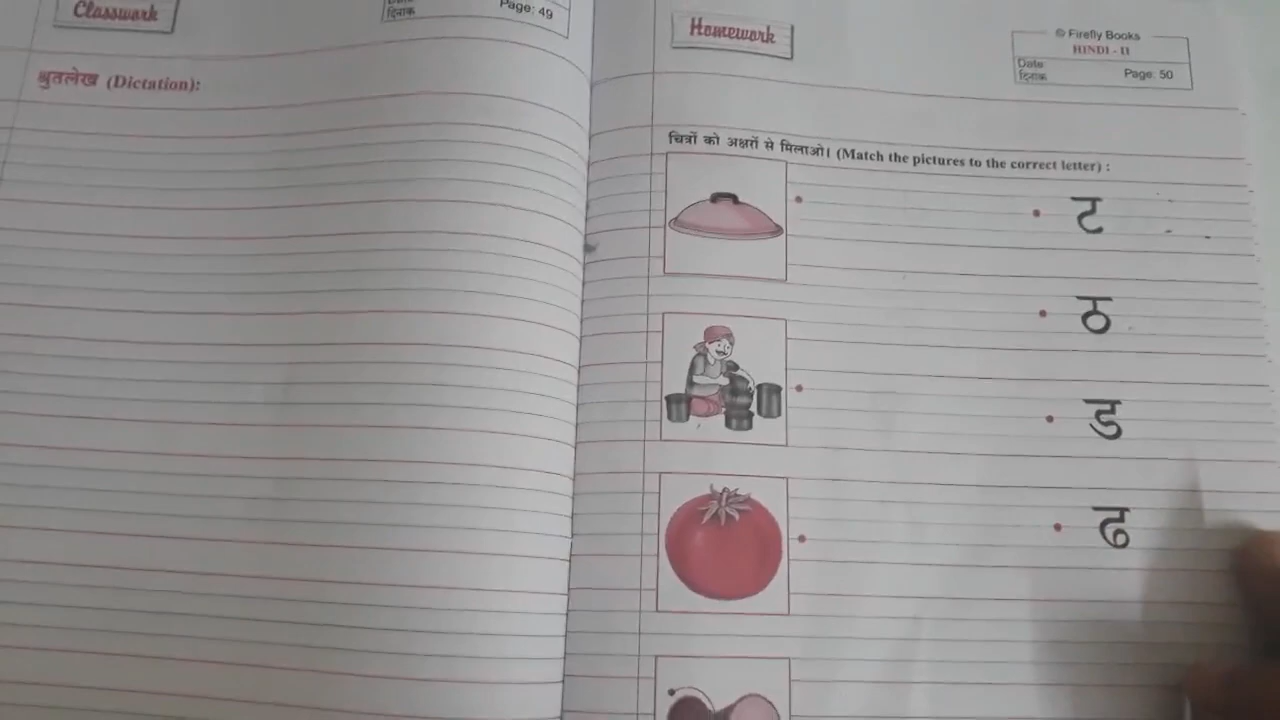 Classwork
दिनांक
Page: 49
श्रुतलेख (Dictation):
Homework
© Firefly Books
HINDI - II
Date
दिनांक
Page: 50
चित्रों को अक्षरों से मिलाओ। (Match the pictures to the correct letter) :
ट
ठ
ड
ढ